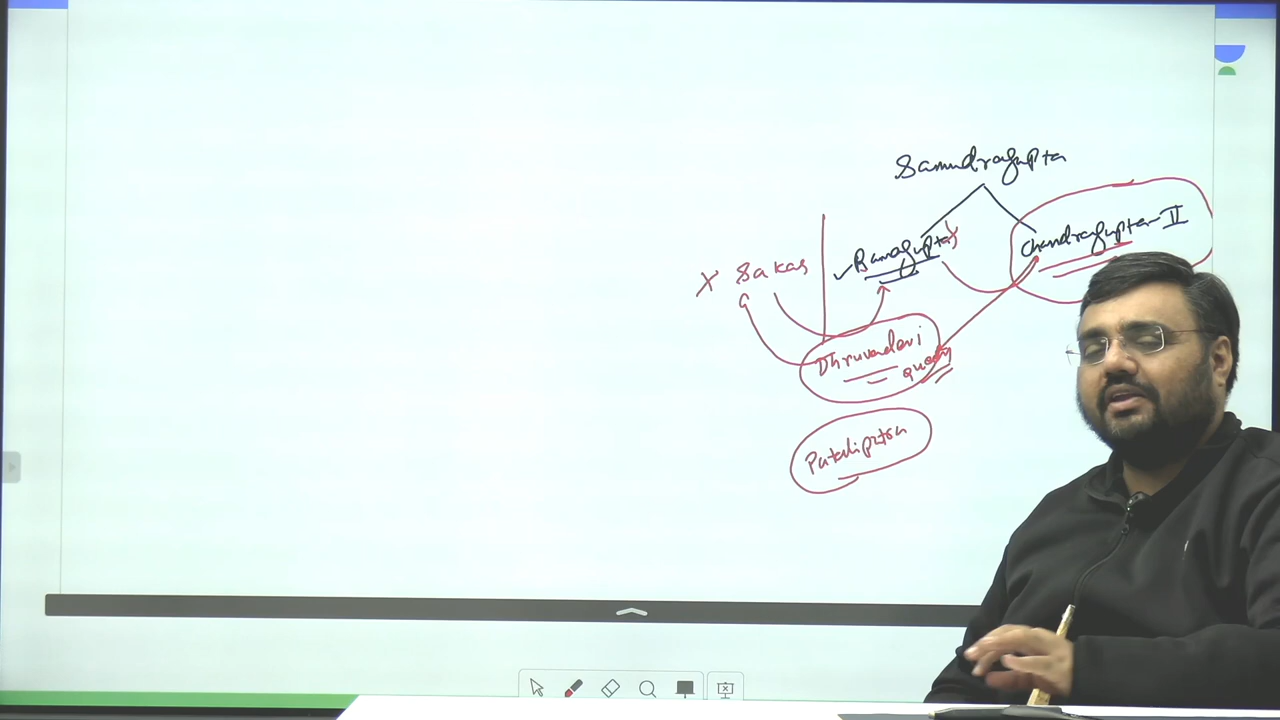 Samudragupta
Ramagupta
Chandragupta-II
X Sakas
Dhruvadevi
queen
Pataliputra